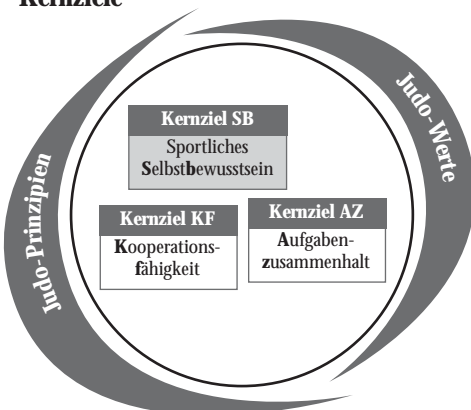 Kernziele
Judo-Prinzipien
Judo-Werte
Kernziel SB
Sportliches
Selbstbewusstsein
Kernziel KF
Kooperations-
fähigkeit
Kernziel AZ
Aufgaben-
zusammenhalt